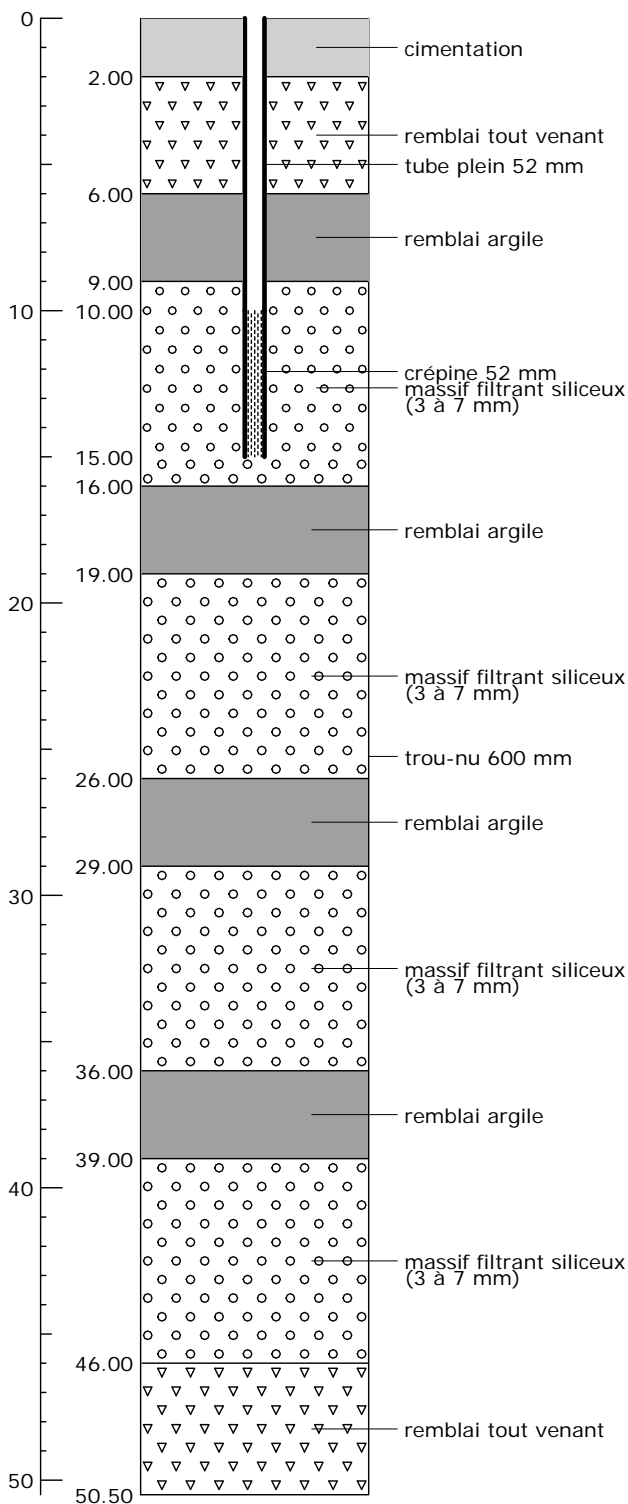 0
cimentation
2.00
remblai tout venant
tube plein 52 mm
6.00
remblai argile
9.00
10
10.00
crépine 52 mm
massif filtrant siliceux
(3 à 7 mm)
15.00
16.00
remblai argile
19.00
20
massif filtrant siliceux
(3 à 7 mm)
trou-nu 600 mm
26.00
remblai argile
29.00
30
massif filtrant siliceux
(3 à 7 mm)
36.00
remblai argile
39.00
40
massif filtrant siliceux
(3 à 7 mm)
46.00
remblai tout venant
50
50.50